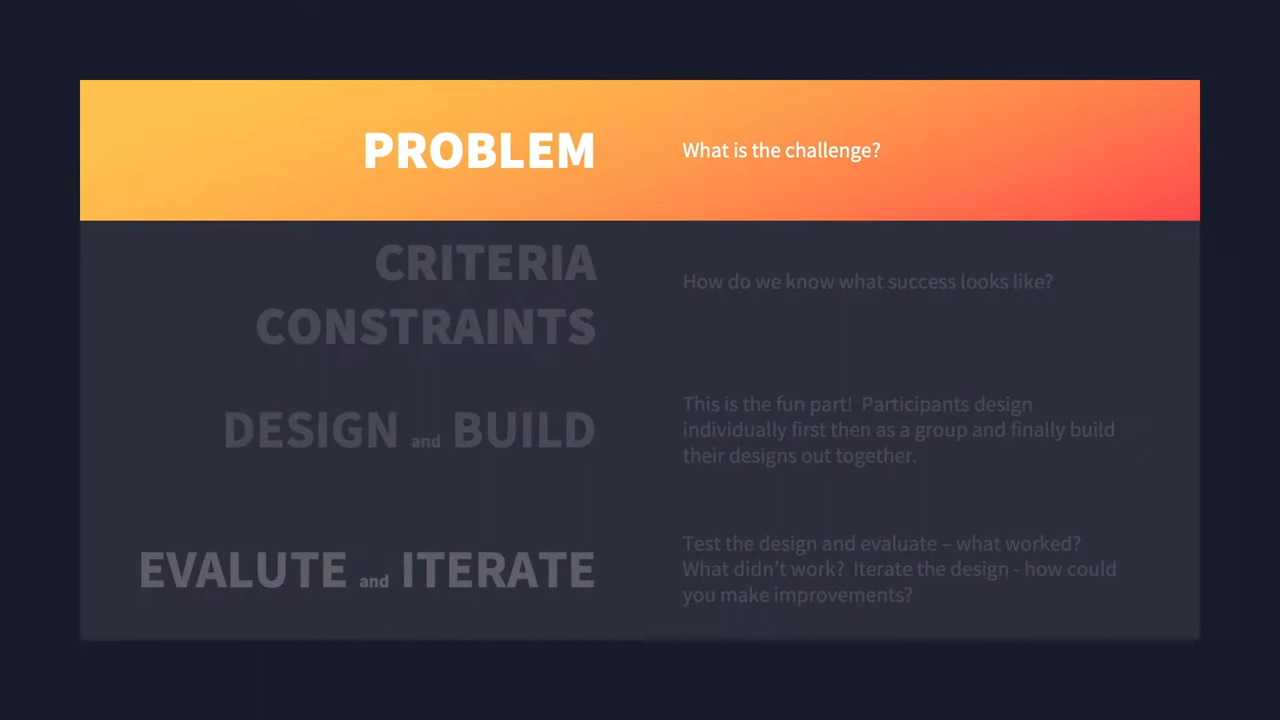 PROBLEM
What is the challenge?
CRITERIA
CONSTRAINTS
How do we know what success looks like?
DESIGN and BUILD
This is the fun part! Participants design
individually first then as a group and finally build
their designs out together.
EVALUTE and ITERATE
Test the design and evaluate – what worked?
What didn't work? Iterate the design - how could
you make improvements?